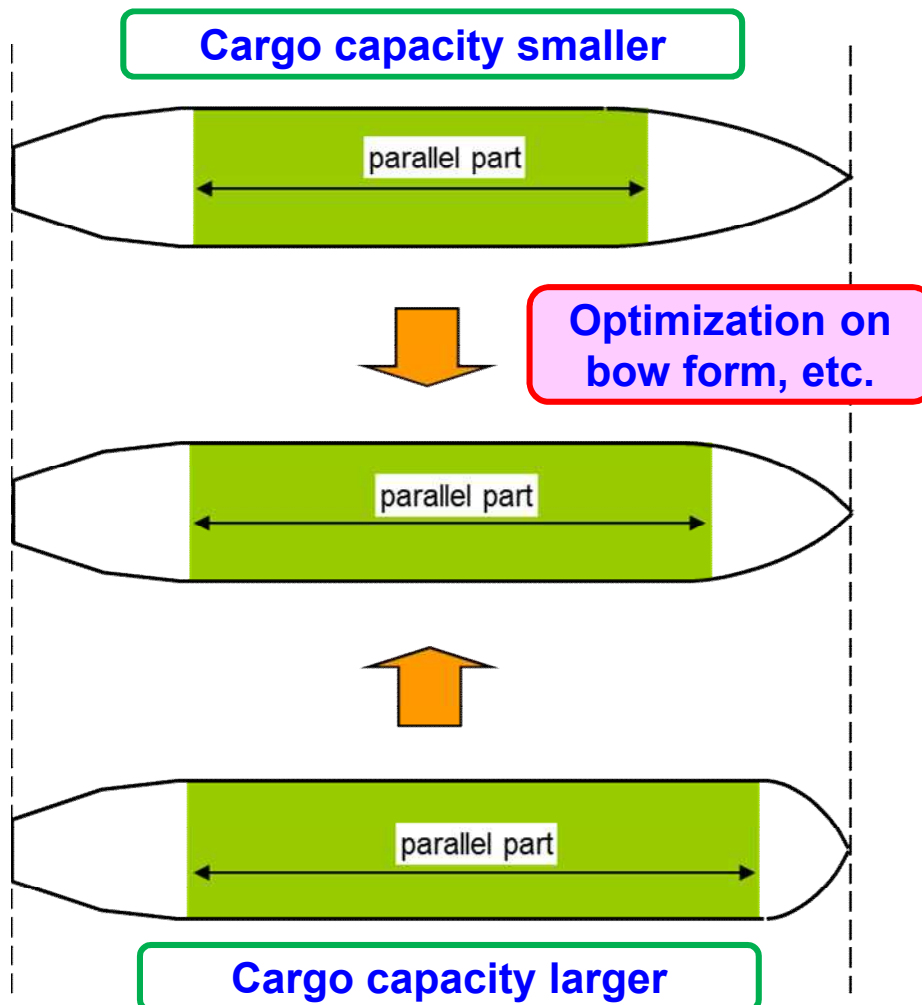 Cargo capacity smaller
parallel part
Optimization on
bow form, etc.
parallel part
parallel part
Cargo capacity larger